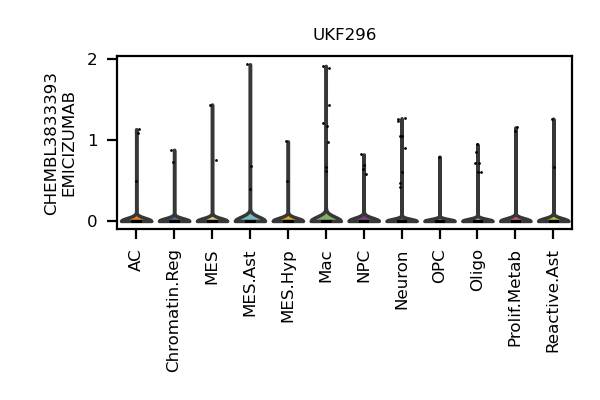 UKF296
CHEMBL3833393
EMICIZUMAB
2
1
0
AC
Chromatin.Reg
MES
MES.Ast
MES.Hyp
Mac
NPC
Neuron
OPC
Oligo
Prolif.Metab
Reactive.Ast